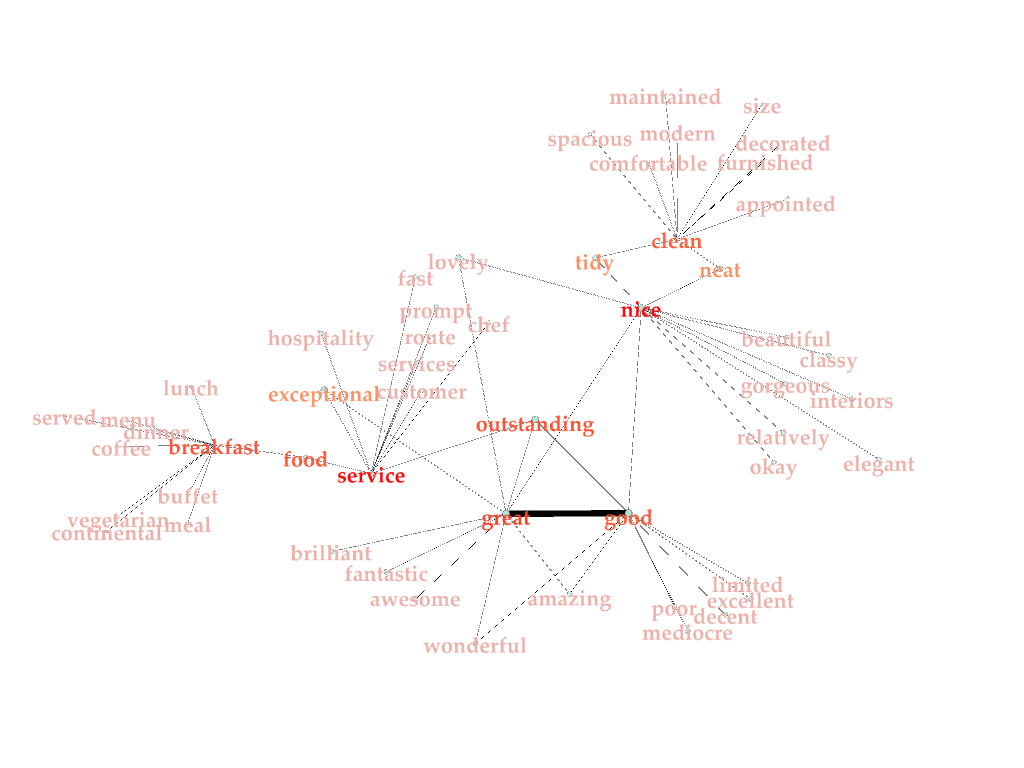 maintained
size
spacious
modern
decorated
comfortable
furnished
appointed
clean
lovely
tidy
neat
fast
prompt
nice
chef
hospitality
route
beautiful
classy
services
lunch
exceptional
customer
gorgeous
interiors
served
menu
outstanding
dinner
relatively
coffee
breakfast
food
okay
elegant
service
buffet
vegetarian
meal
great
good
continental
brilliant
fantastic
limited
awesome
amazing
excellent
poor
decent
mediocre
wonderful